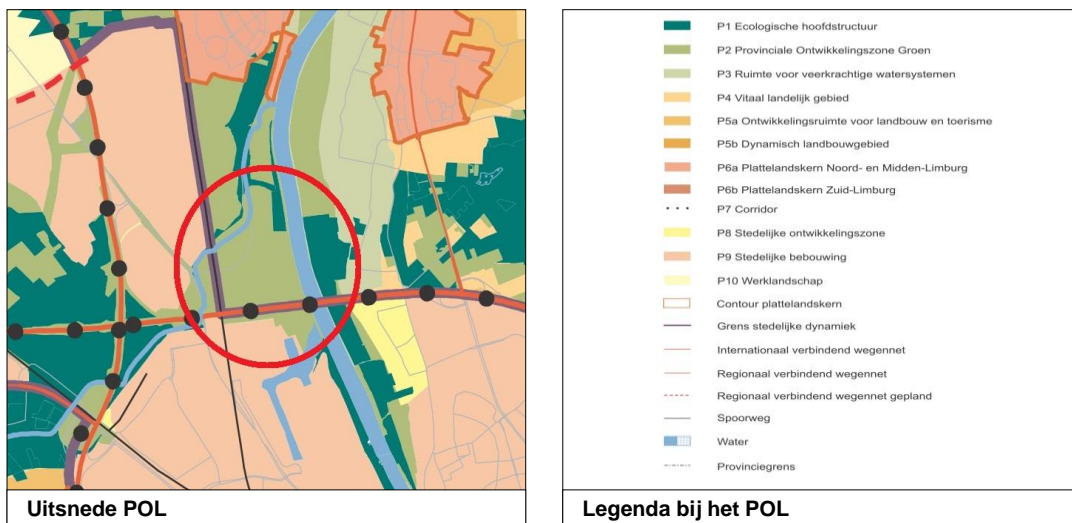 P1 Ecologische hoofdstructuur
P2 Provinciale Ontwikkelingszone Groen
P3 Ruimte voor veerkrachtige watersystemen
P4 Vitaal landelijk gebied
P5a Ontwikkelingsruimte voor landbouw en toerisme
P5b Dynamisch landbouwgebied
P6a Plattelandskern Noord- en Midden-Limburg
P6b Plattelandskern Zuid-Limburg
P7 Corridor
P8 Stedelijke ontwikkelingszone
P9 Stedelijke bebouwing
P10 Werklandschap
Contour plattelandskern
Grens stedelijke dynamiek
Internationaal verbindend wegennet
Regionaal verbindend wegennet
Regionaal verbindend wegennet gepland
Spoorweg
Water
Provinciegrens
Uitsnede POL
Legenda bij het POL